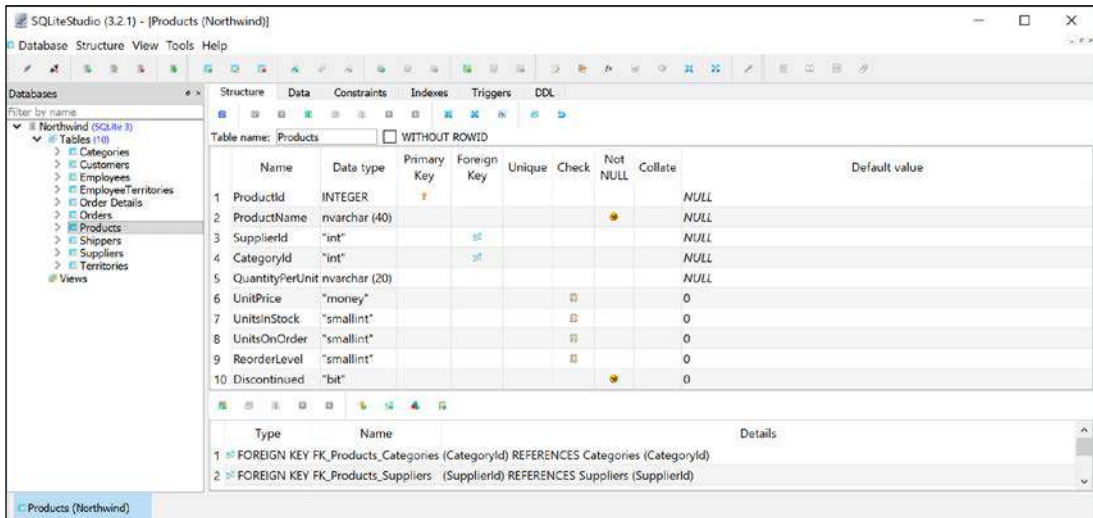 SQLiteStudio (3.2.1) - [Products (Northwind)]
Database Structure View Tools Help
Databases
Filter by name
Northwind (SQLite 3)
Tables (10)
Categories
Customers
Employees
EmployeeTerritories
Order Details
Orders
Products
Shippers
Suppliers
Territories
Views
Structure Data Constraints Indexes Triggers DDL
Table name: Products WITHOUT ROWID
Name Data type Primary Key Foreign Key Unique Check Not NULL Collate Default value
1 ProductId INTEGER NULL
2 ProductName nvarchar (40) NULL
3 SupplierId "int" NULL
4 CategoryId "int" NULL
5 QuantityPerUnit nvarchar (20) NULL
6 UnitPrice "money" 0
7 UnitsInStock "smallint" 0
8 UnitsOnOrder "smallint" 0
9 ReorderLevel "smallint" 0
10 Discontinued "bit" 0
Type Name Details
1 FOREIGN KEY FK_Products_Categories (CategoryId) REFERENCES Categories (CategoryId)
2 FOREIGN KEY FK_Products_Suppliers (SupplierId) REFERENCES Suppliers (SupplierId)
Products (Northwind)